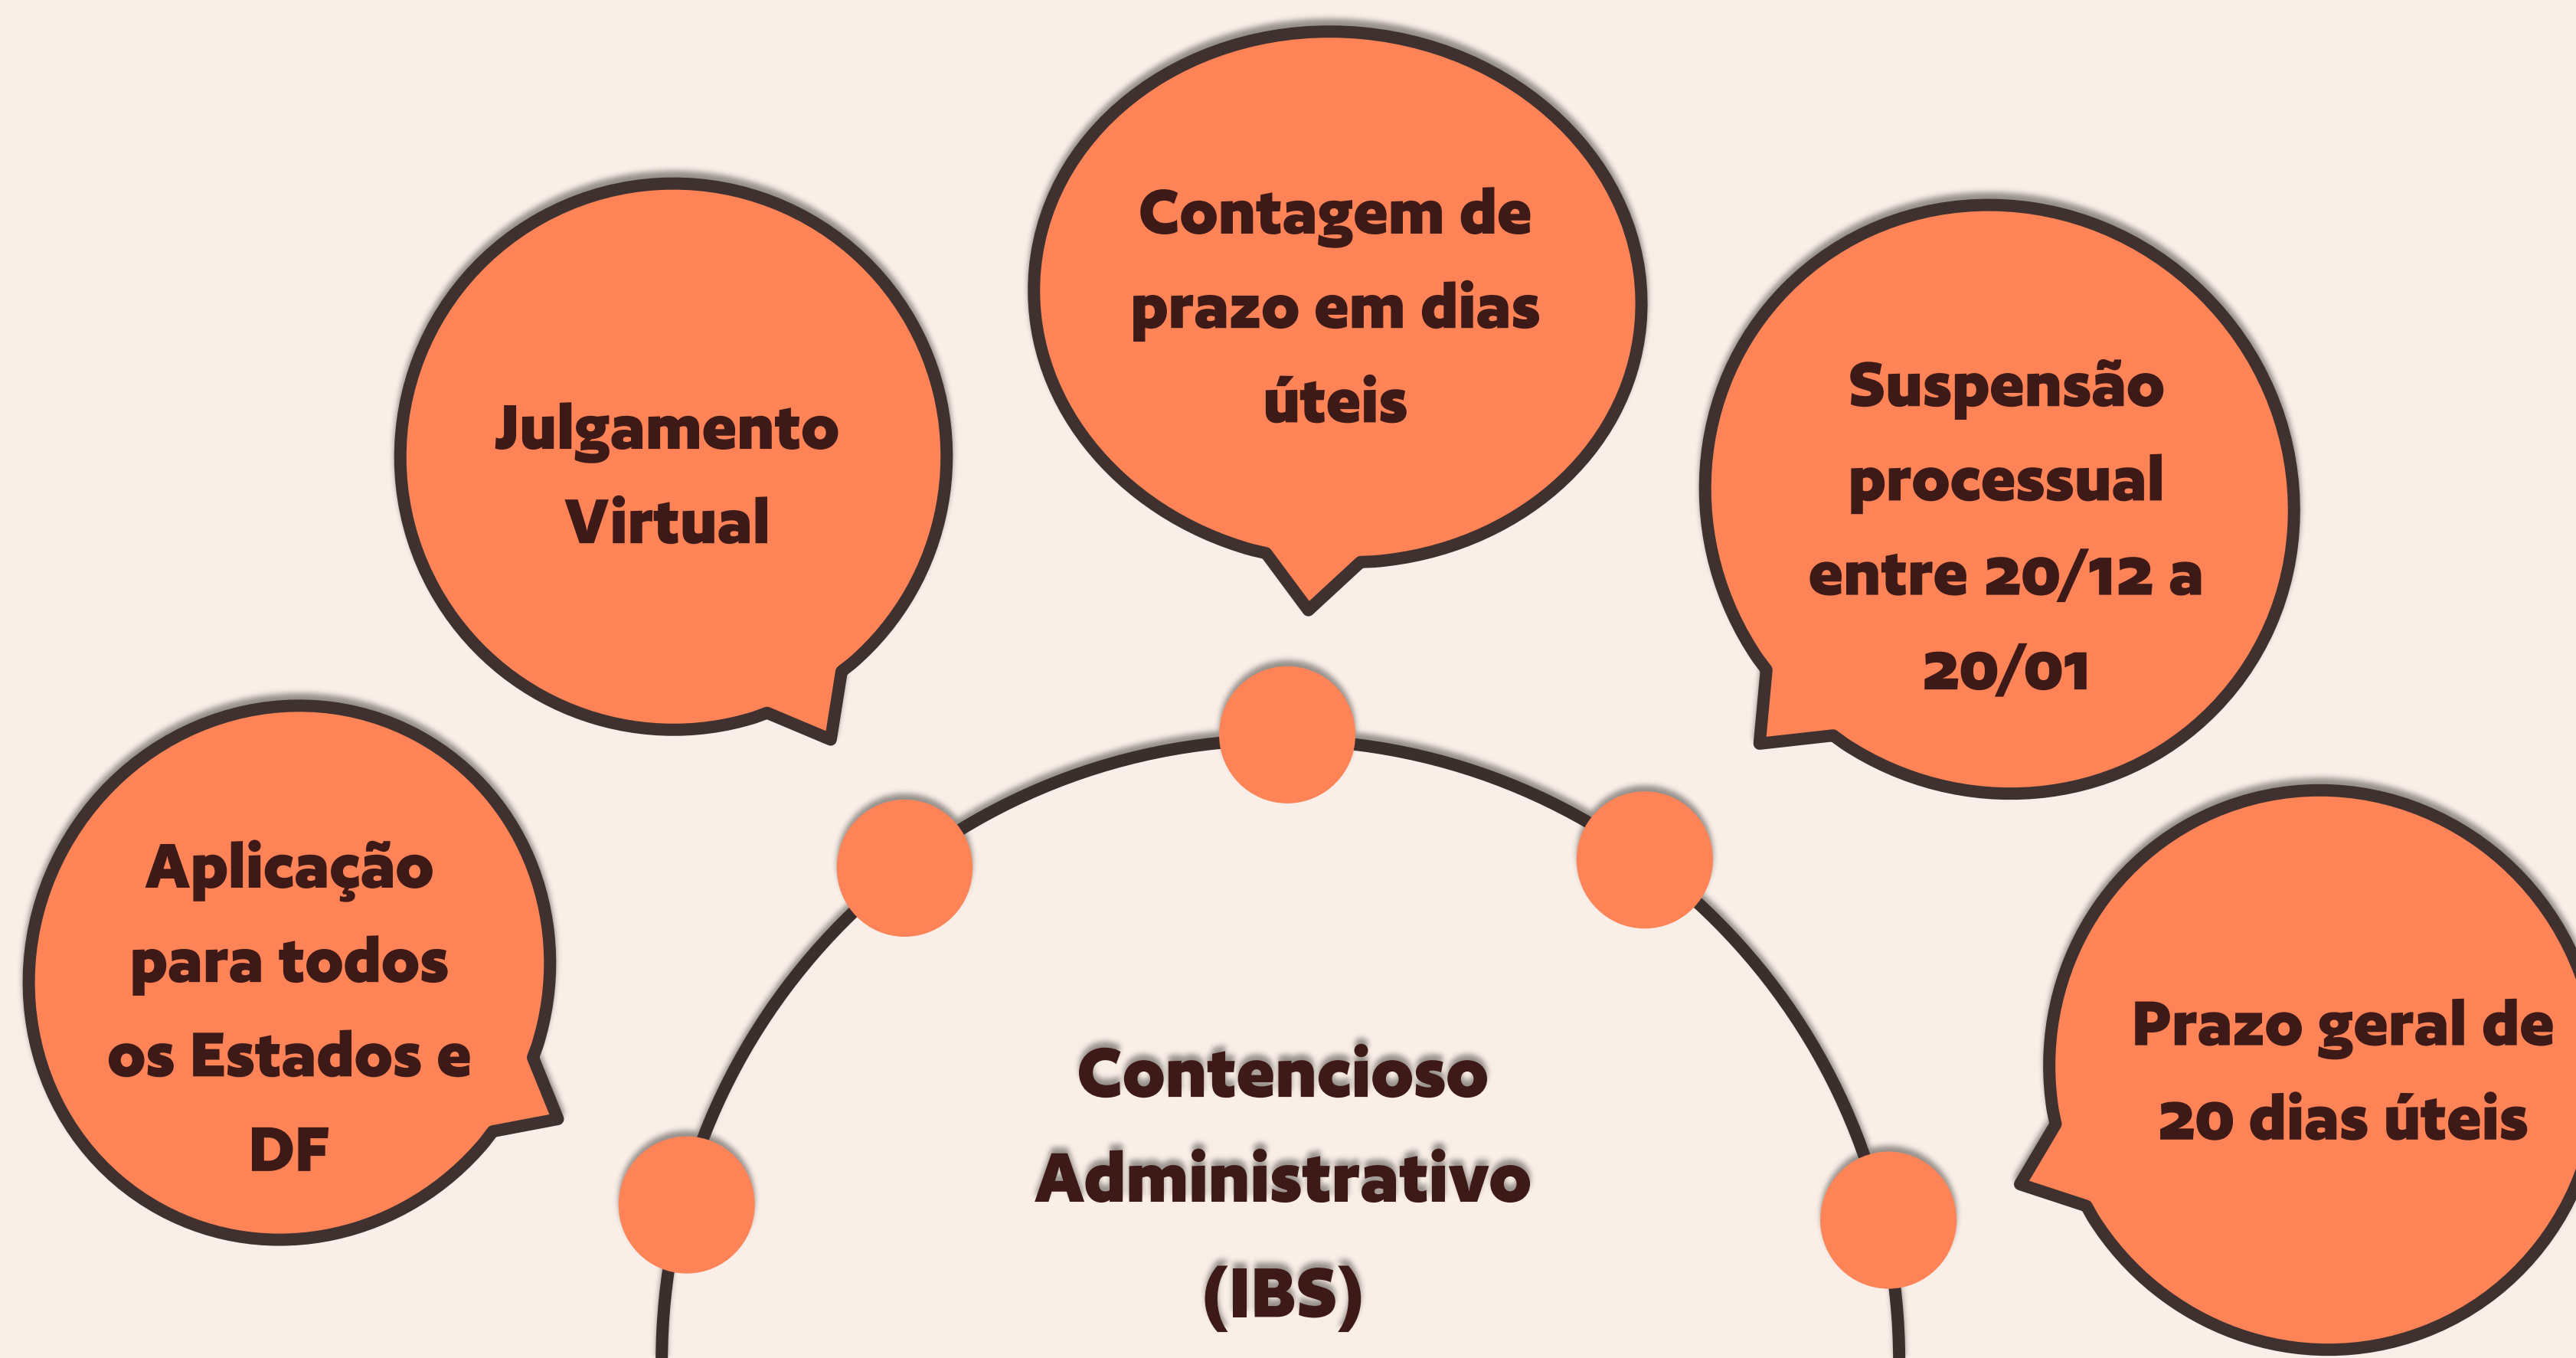 Contagem de
prazo em dias
úteis
Julgamento
Virtual
Suspensão
processual
entre 20/12 a
20/01
Aplicação
para todos
os Estados e
DF
Prazo geral de
20 dias úteis
Contencioso
Administrativo
(IBS)